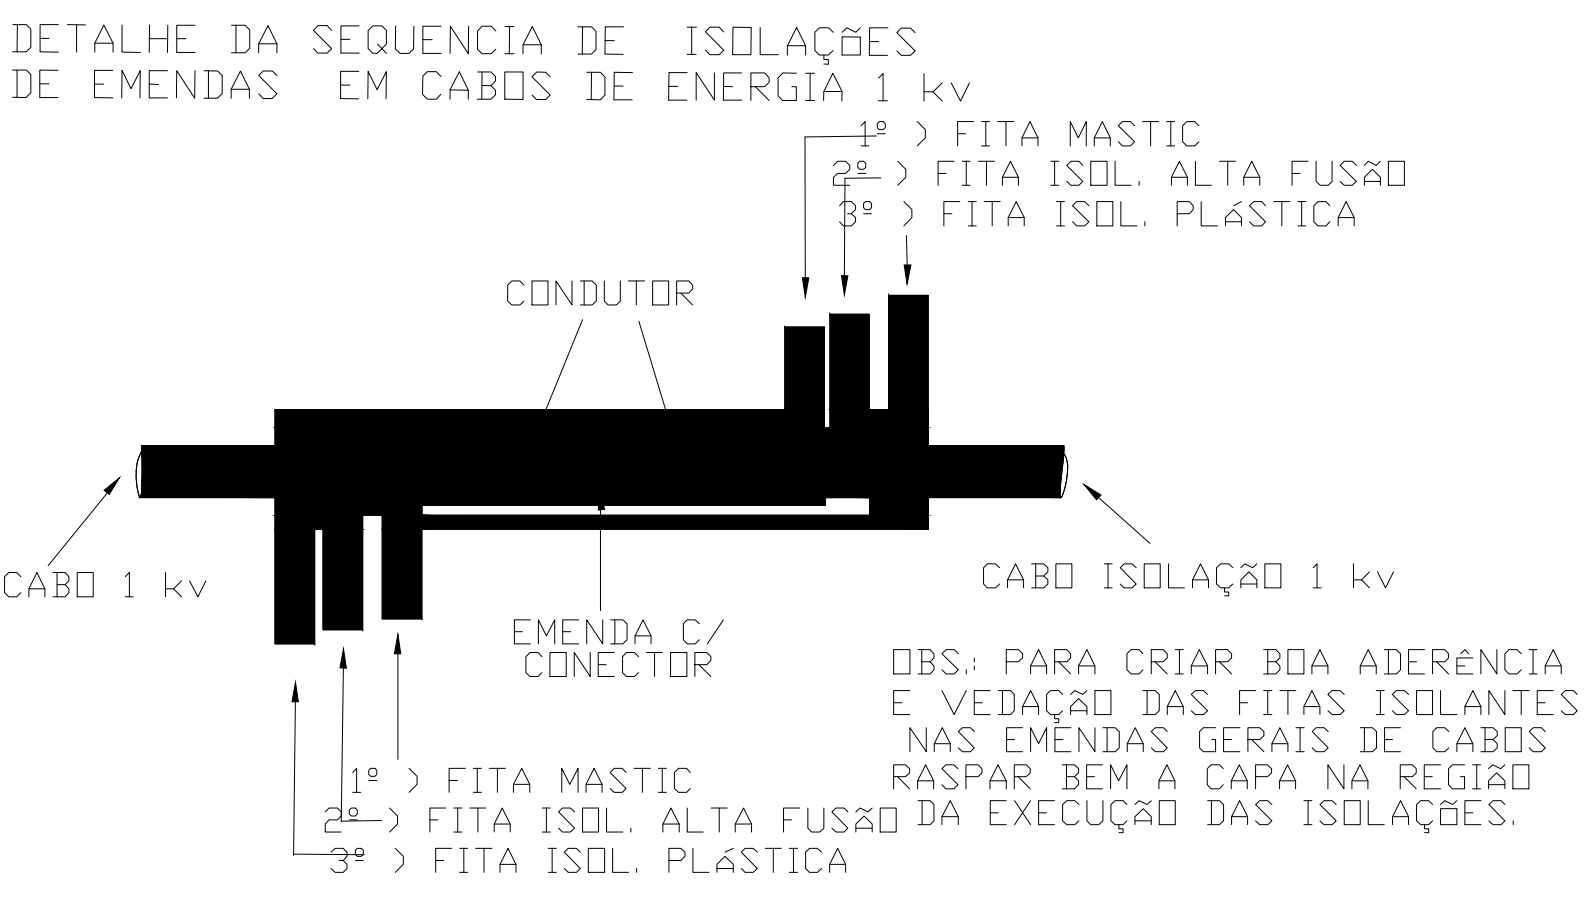 DETALHE DA SEQUENCIA DE ISOLAÇÕES
DE EMENDAS EM CABOS DE ENERGIA 1 kv
1º ) FITA MASTIC
2º ) FITA ISOL. ALTA FUSÃO
3º ) FITA ISOL. PLÁSTICA
CONDUTOR
CABO 1 kv
CABO ISOLAÇÃO 1 kv
EMENDA C/
CONECTOR
OBS.: PARA CRIAR BOA ADERÊNCIA
E VEDAÇÃO DAS FITAS ISOLANTES
NAS EMENDAS GERAIS DE CABOS
RASPAR BEM A CAPA NA REGIÃO
DA EXECUÇÃO DAS ISOLAÇÕES.
1º ) FITA MASTIC
2º ) FITA ISOL. ALTA FUSÃO
3º ) FITA ISOL. PLÁSTICA